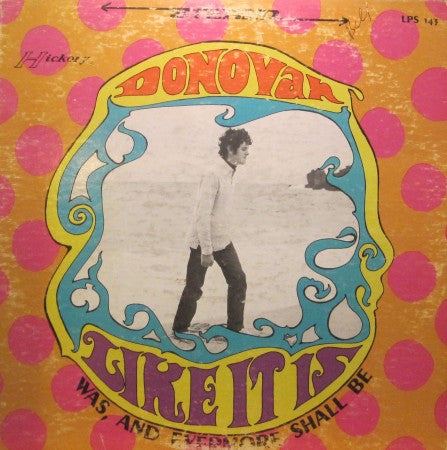 STEREO
LPS 143
Hickory
DONOVAN
LIKE IT IS
WAS, AND EVERMORE SHALL BE